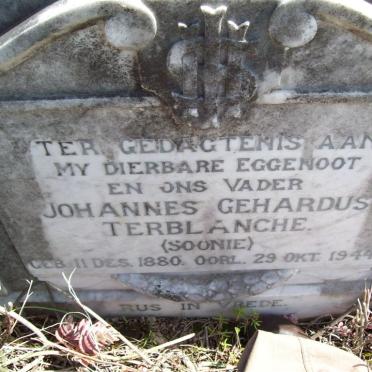 TER GEDAGTENIS AAN
MY DIERBARE EGGENOOT
EN ONS VADER
JOHANNES GEHARDUS
TERBLANCHE.
(SOONIE)
GEB. 11 DES. 1880. OORL. 29 OKT. 1944
RUS IN VREDE.